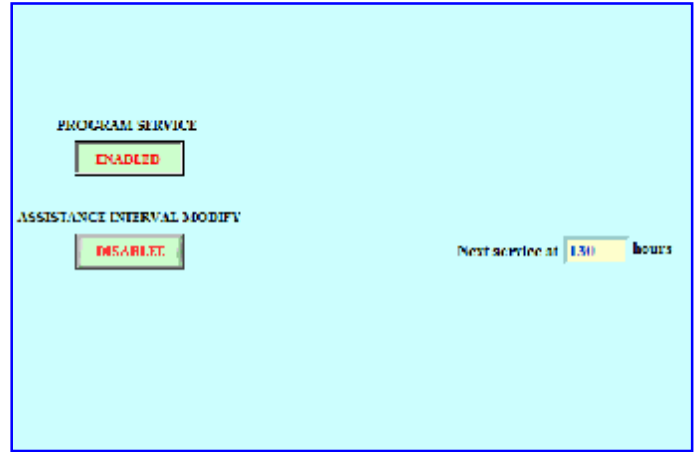 PROGRAM SERVICE
ENABLED
ASSISTANCE INTERVAL MODIFY
DISABLED
Next service at 130 hours